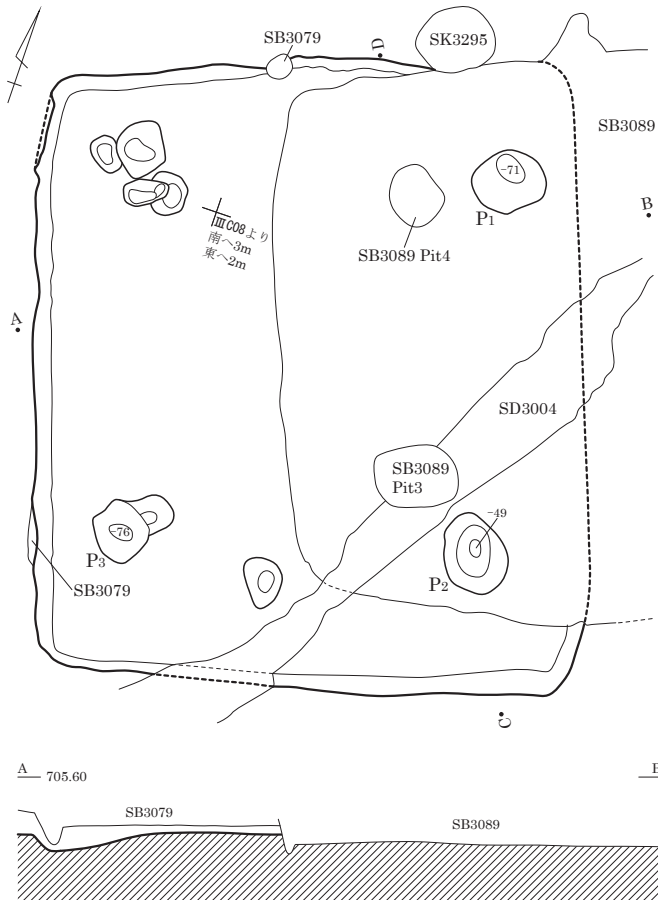 SB3079
D
SK3295
SB3089
-71
B
P1
ⅢC08より
南へ3m
東へ2m
SB3089 Pit4
A
SD3004
SB3089
Pit3
-49
-76
P3
P2
SB3079
C
A
705.60
B
SB3079
SB3089